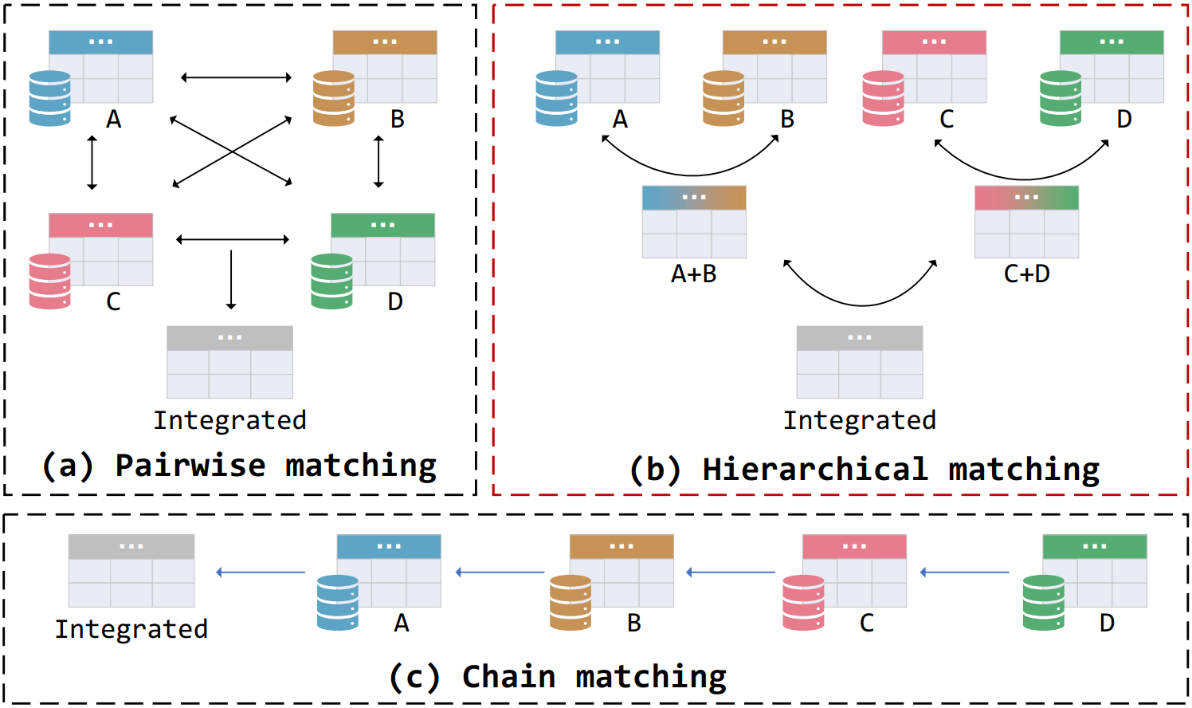 A
B
C
D
Integrated
(a) Pairwise matching
A
B
C
D
A+B
C+D
Integrated
(b) Hierarchical matching
Integrated
A
B
C
D
(c) Chain matching